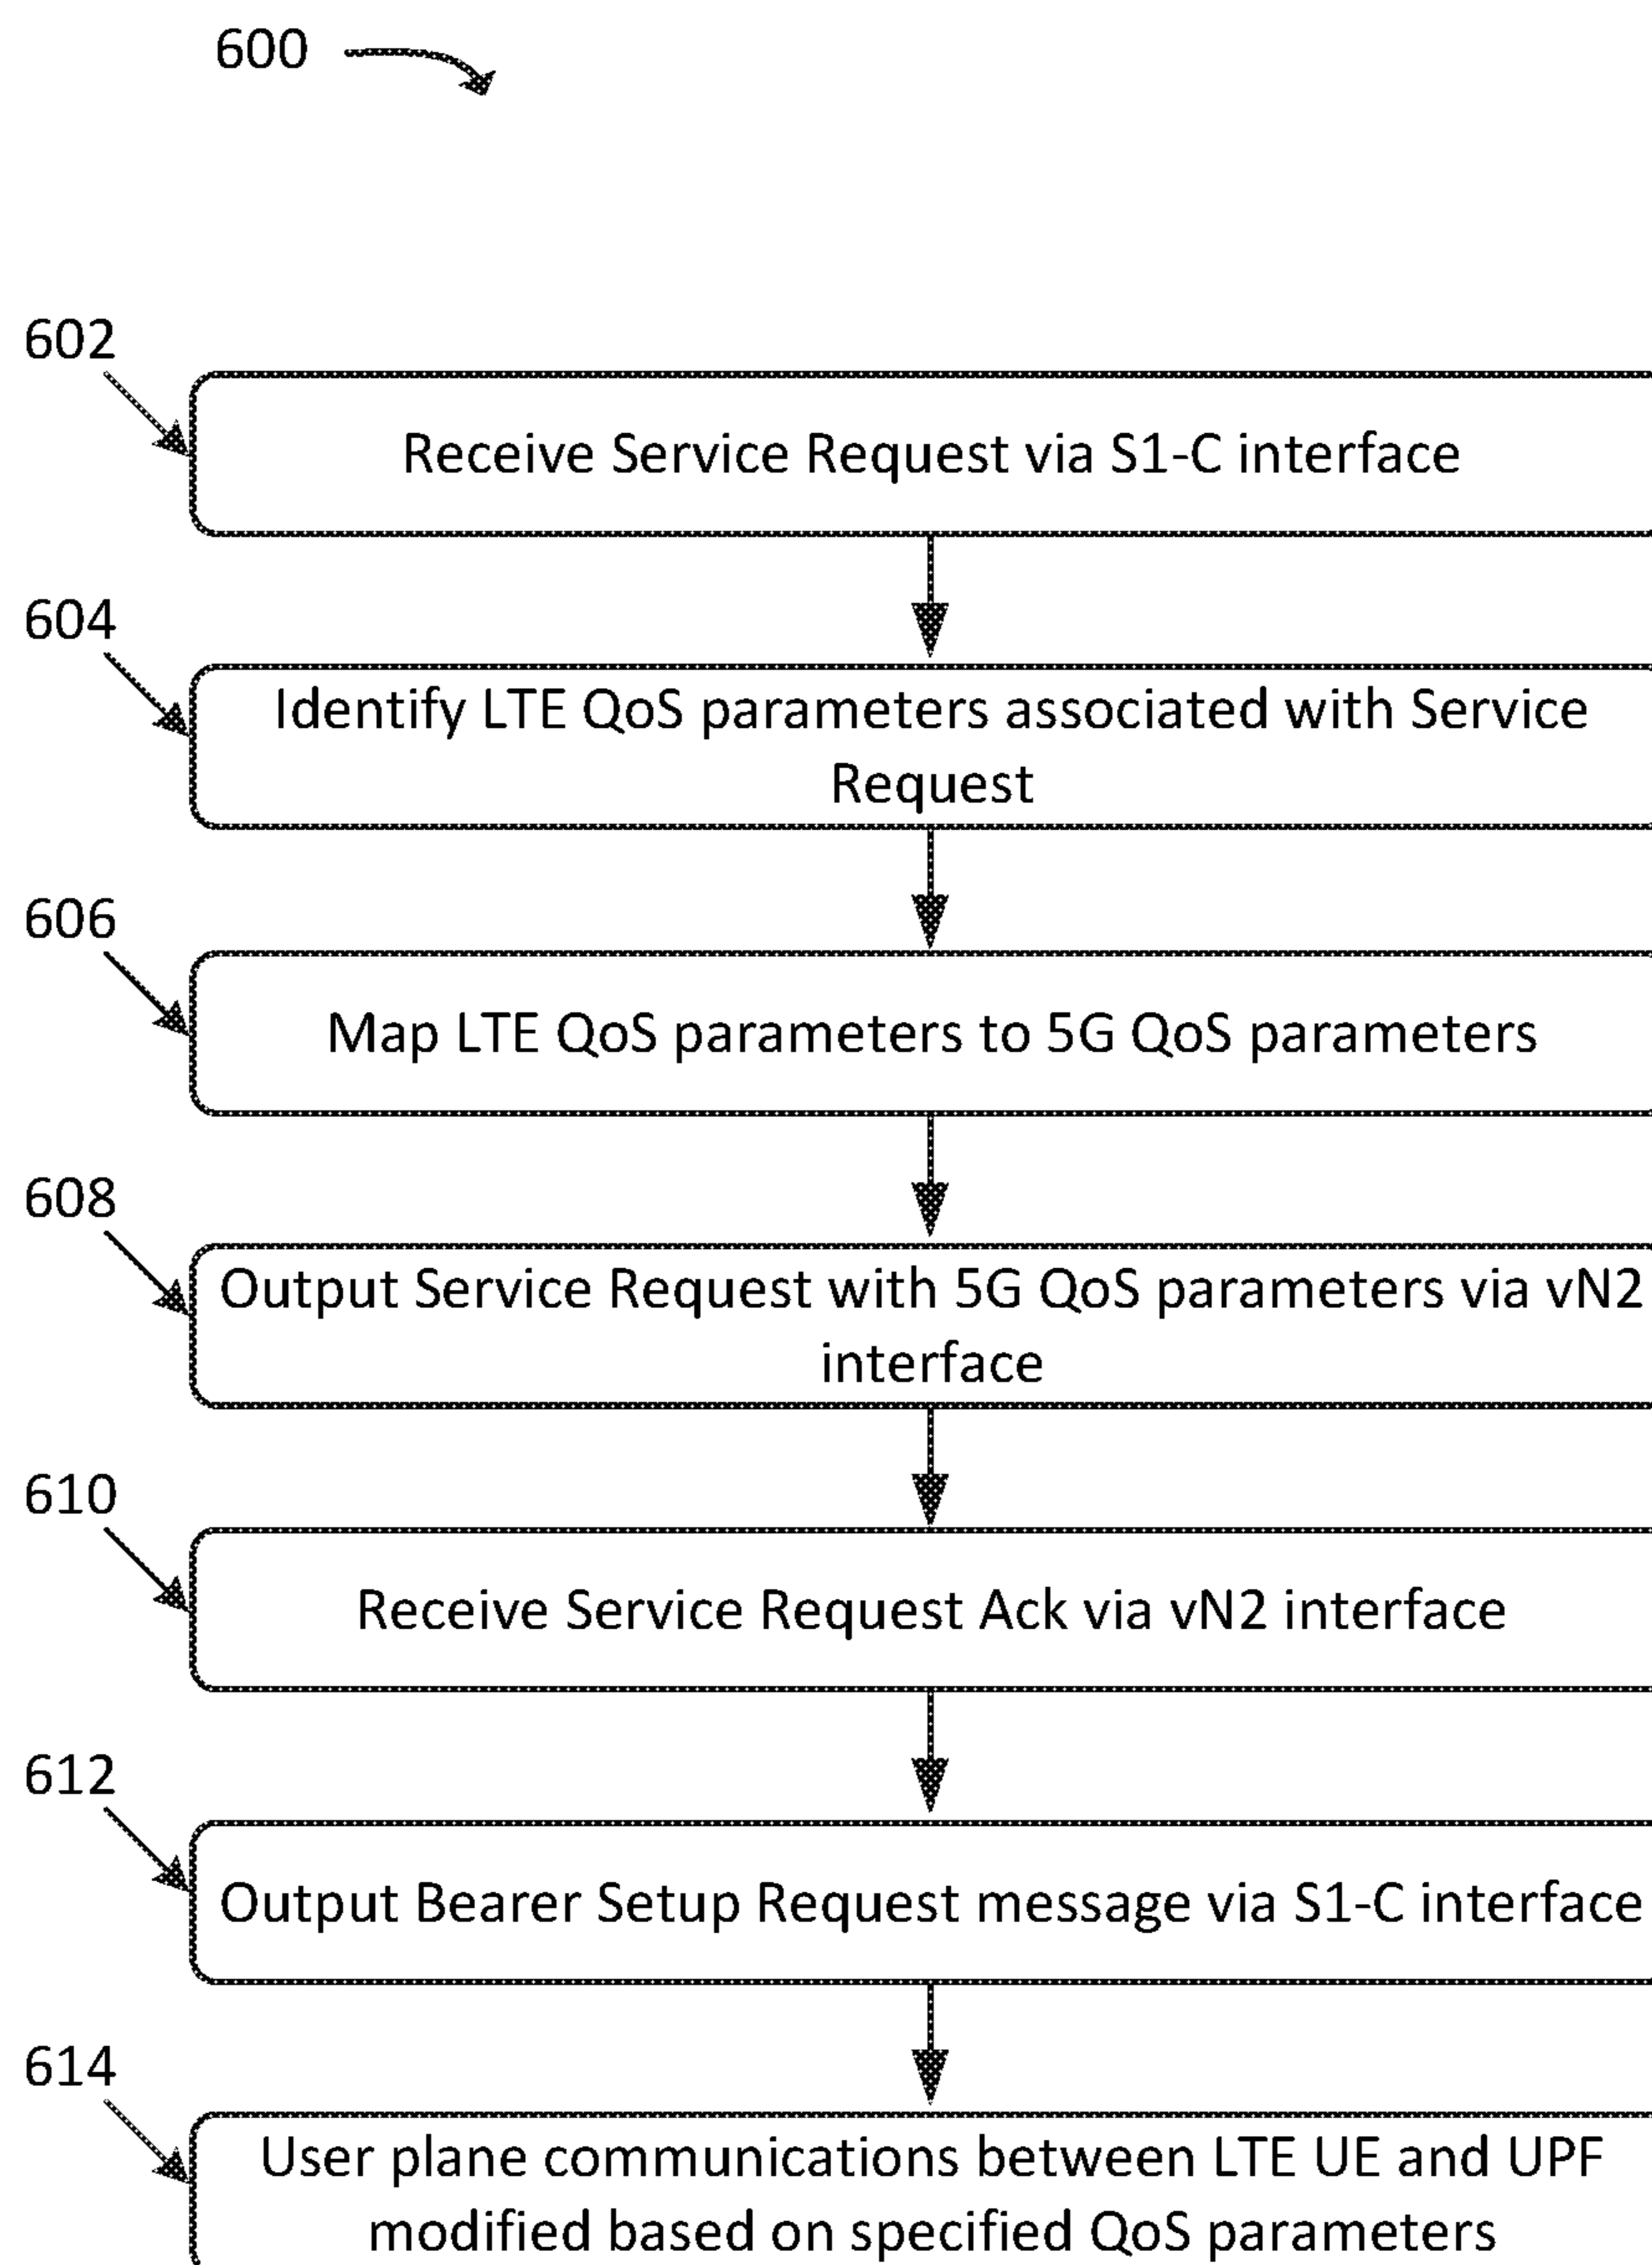 600
602
Receive Service Request via S1-C interface
604
Identify LTE QoS parameters associated with Service
Request
606
Map LTE QoS parameters to 5G QoS parameters
608
Output Service Request with 5G QoS parameters via vN2
interface
610
Receive Service Request Ack via vN2 interface
612
Output Bearer Setup Request message via S1-C interface
614
User plane communications between LTE UE and UPF
modified based on specified QoS parameters